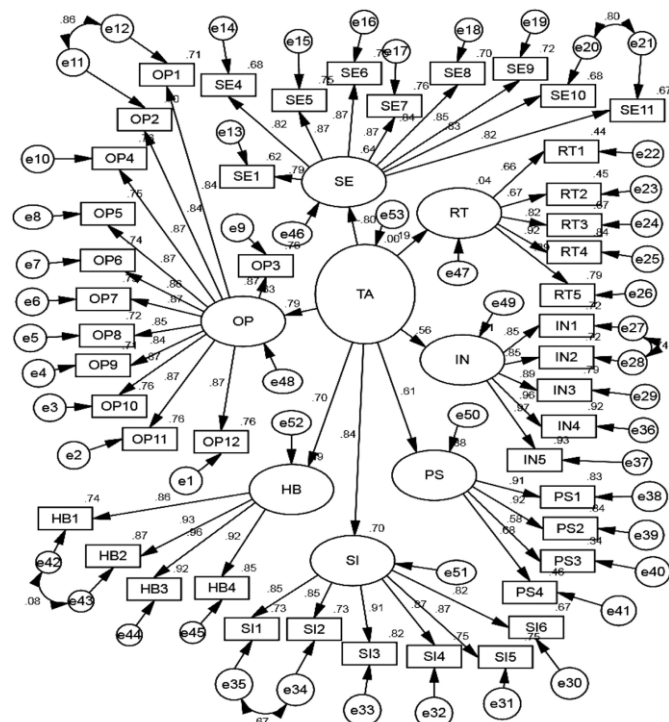 e14
e15
e16
e17
e18
e19
.80
e20
e21
.86
e12
e11
.71
OP1
OP2
.68
SE4
SE5
SE6
SE7
.76
.70
SE8
.72
SE9
SE10
.68
SE11
e10
OP4
.82
.87
.87
.87
.84
.85
.83
.82
e13
.62
SE1
.79
.64
SE
.44
RT1
e22
e8
OP5
.75
.84
.84
e46
.80
e53
.04
RT
.66
.67
.82
.92
.45
RT2
e23
RT3
e24
.84
RT4
e25
e7
OP6
.74
.87
.87
e9
OP3
.87
.00
.19
e47
.79
RT5
e26
e6
OP7
.86
.87
OP
.79
TA
e49
.72
IN1
e27
e5
OP8
.72
.85
.56
IN
.85
.85
.72
IN2
e28
e4
OP9
.71
.84
.87
e48
.89
.96
.97
.79
IN3
e29
e3
OP10
.76
.87
.87
.61
.92
IN4
e36
e2
OP11
.76
OP12
.76
e1
.70
.84
e50
.93
IN5
e37
e52
HB
PS
.91
.92
.58
.68
.83
PS1
e38
.84
PS2
e39
.34
PS3
e40
.46
PS4
e41
.74
HB1
.86
.93
.96
.92
.87
HB2
.92
HB3
.85
HB4
e42
.08
e43
e44
e45
.70
SI
e51
.85
.85
.91
.87
.87
.82
.73
SI1
.73
SI2
.82
SI3
.75
SI4
.75
SI5
.67
SI6
e35
e34
.67
e33
e32
e31
e30